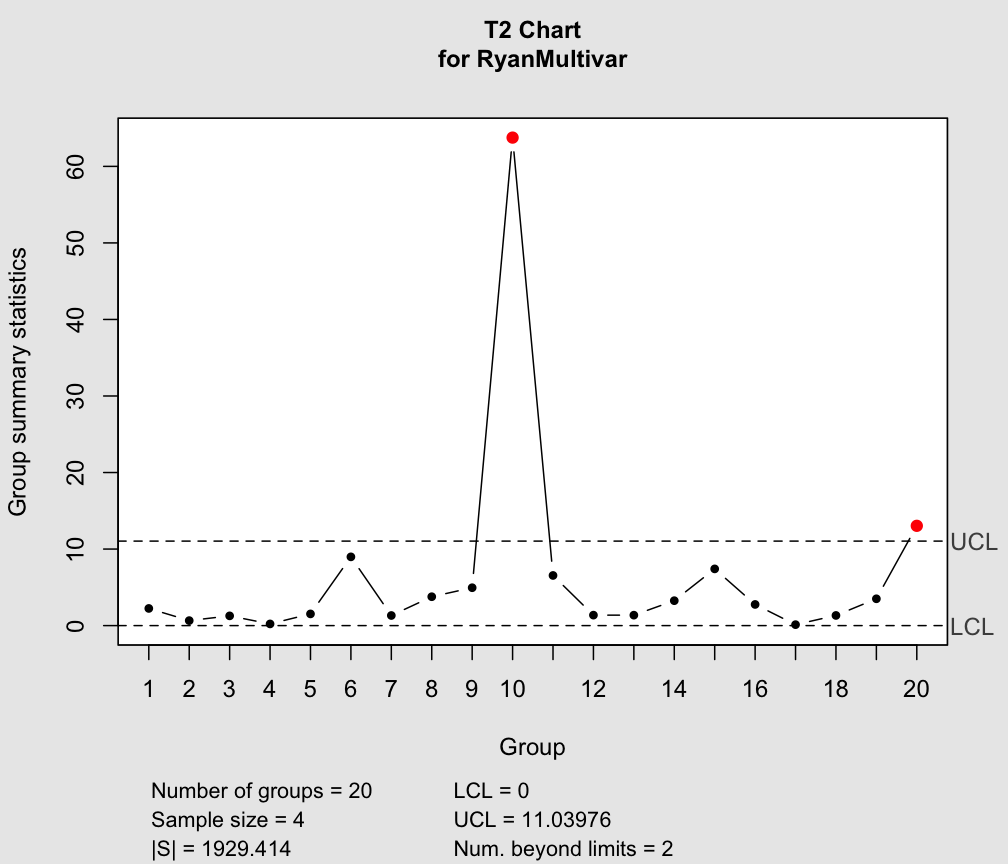 T2 Chart
for RyanMultivar
Group summary statistics
60
50
40
30
20
10
0
UCL
LCL
1 2 3 4 5 6 7 8 9 10 12 14 16 18 20
Group
Number of groups = 20
Sample size = 4
|S| = 1929.414
LCL = 0
UCL = 11.03976
Num. beyond limits = 2